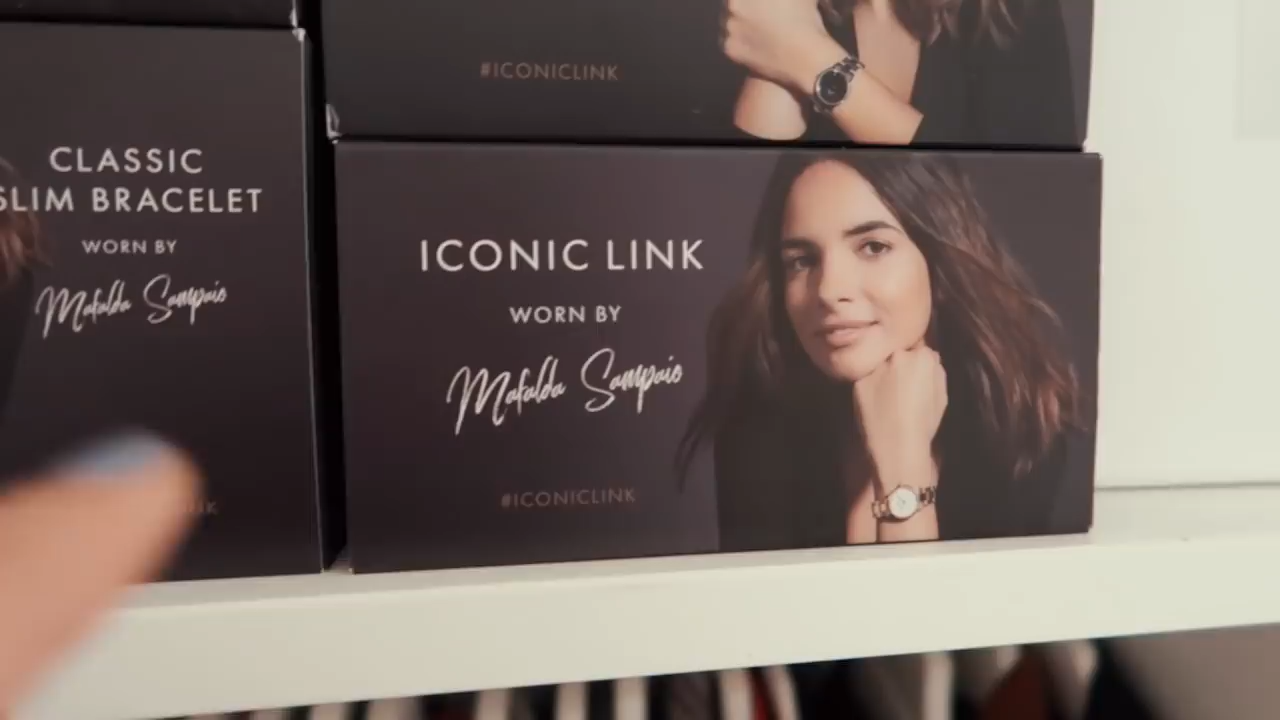 #ICONICLINK
CLASSIC
SLIM BRACELET
WORN BY
Mafalda Sampaio
ICONIC LINK
WORN BY
Mafalda Sampaio
#ICONICLINK